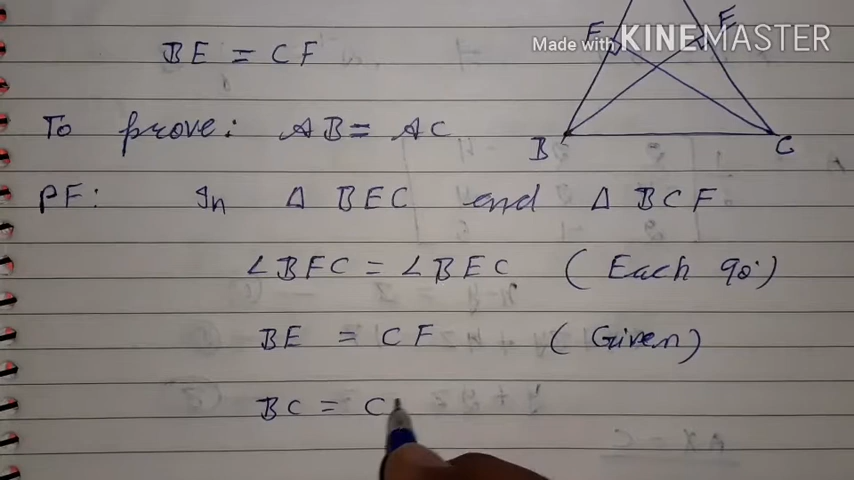 F
E
Made with KINEMASTER
BE = CF
To prove: AB = AC
B
C
PF: In Δ BEC and Δ BCF
∠BFC = ∠BEC (Each 90°)
BE = CF (Given)
BC = C